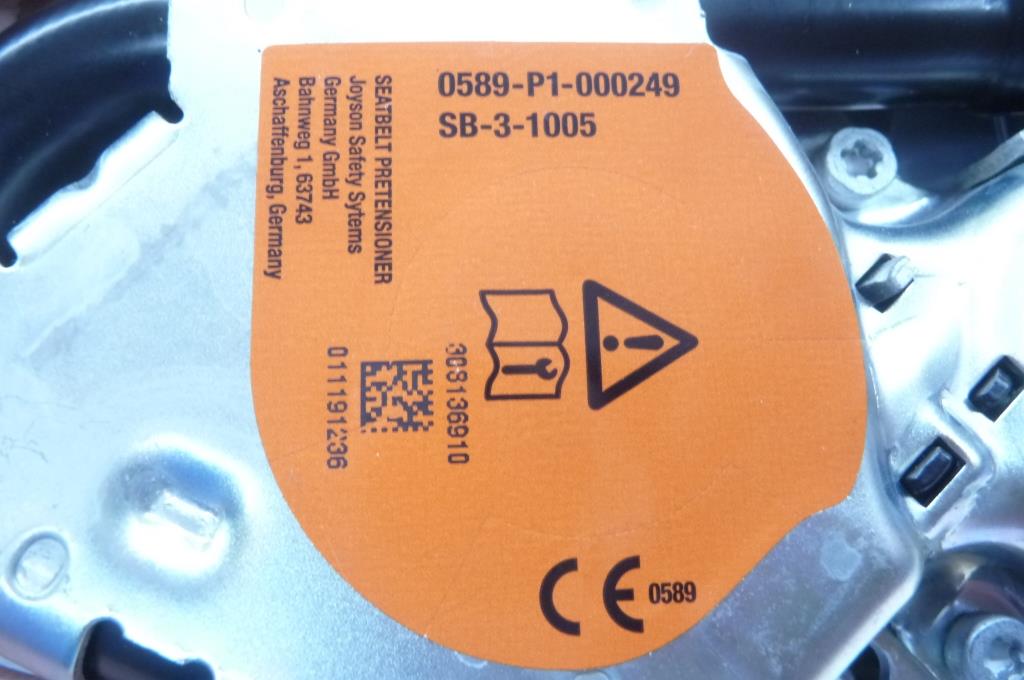 0589-P1-000249
SB-3-1005
SEATBELT PRETENSIONER
Joyson Safety Sytems
Germany GmbH
Bahnweg 1, 63743
Aschaffenburg, Germany
308136910
011191236
CE 0589